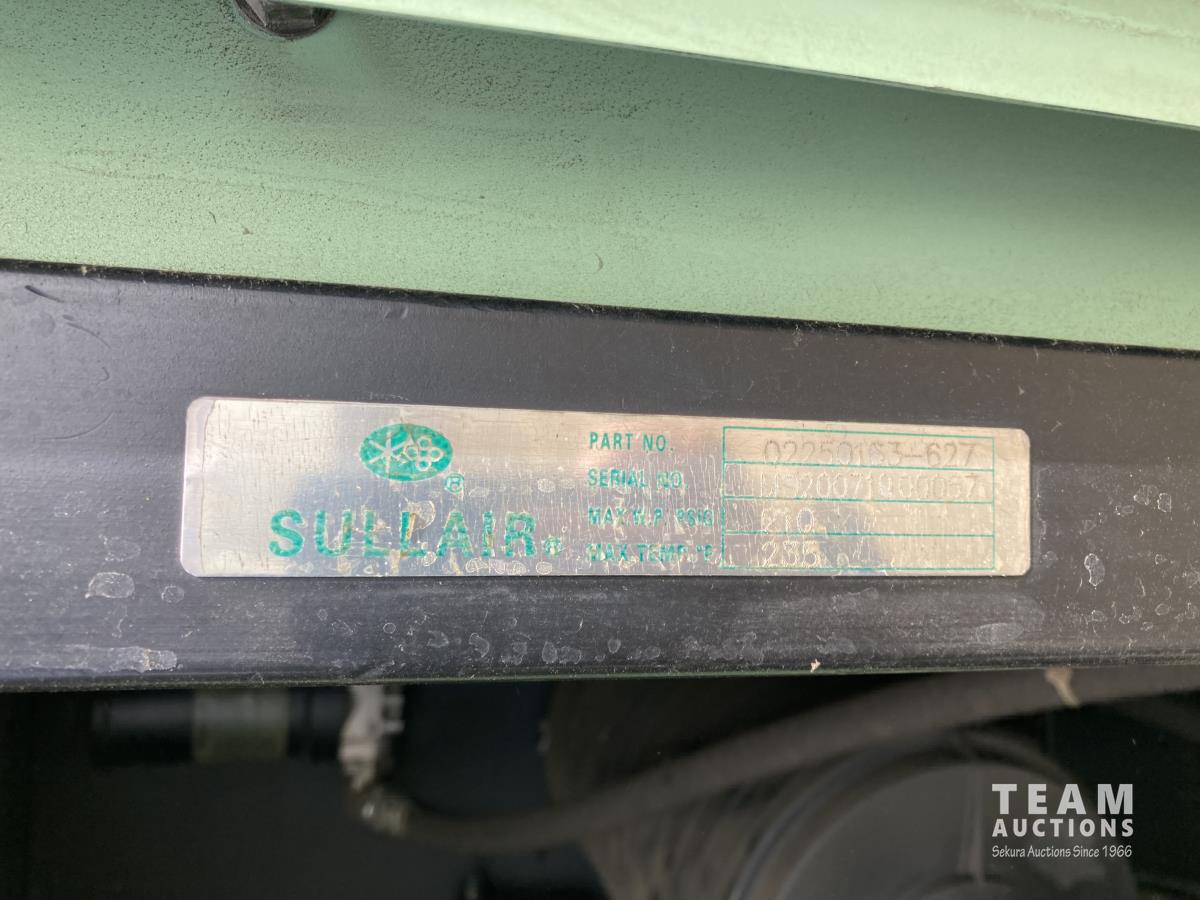 PART NO. 02250163-627
SERIAL NO.
MAX.W.P. PSIG 210
MAX.TEMP.°F 235
®
SULLAIR®
TEAM
AUCTIONS
Sekura Auctions Since 1966